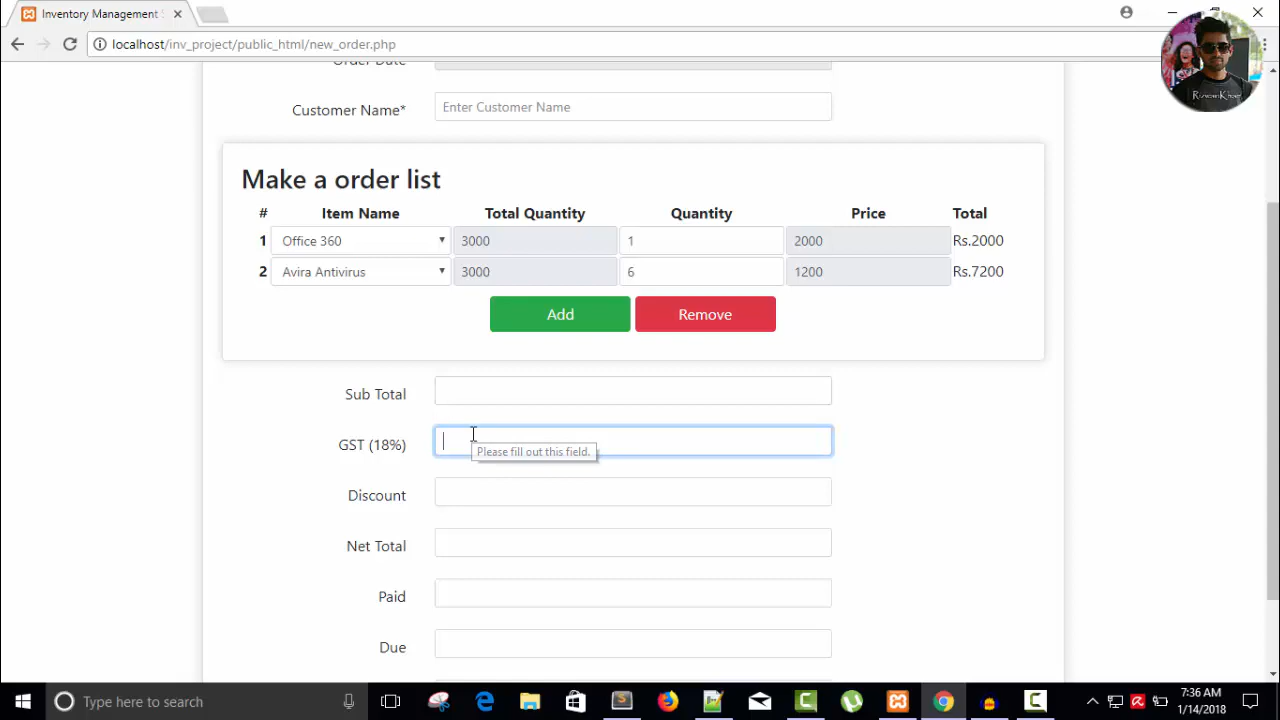 Inventory Management S
localhost/inv_project/public_html/new_order.php
RizwanKhan
Order Date
Customer Name* Enter Customer Name
Make a order list
# Item Name Total Quantity Quantity Price Total
1 Office 360 3000 1 2000 Rs.2000
2 Avira Antivirus 3000 6 1200 Rs.7200
Add Remove
Sub Total
GST (18%)
Please fill out this field.
Discount
Net Total
Paid
Due
Type here to search
7:36 AM
1/14/2018